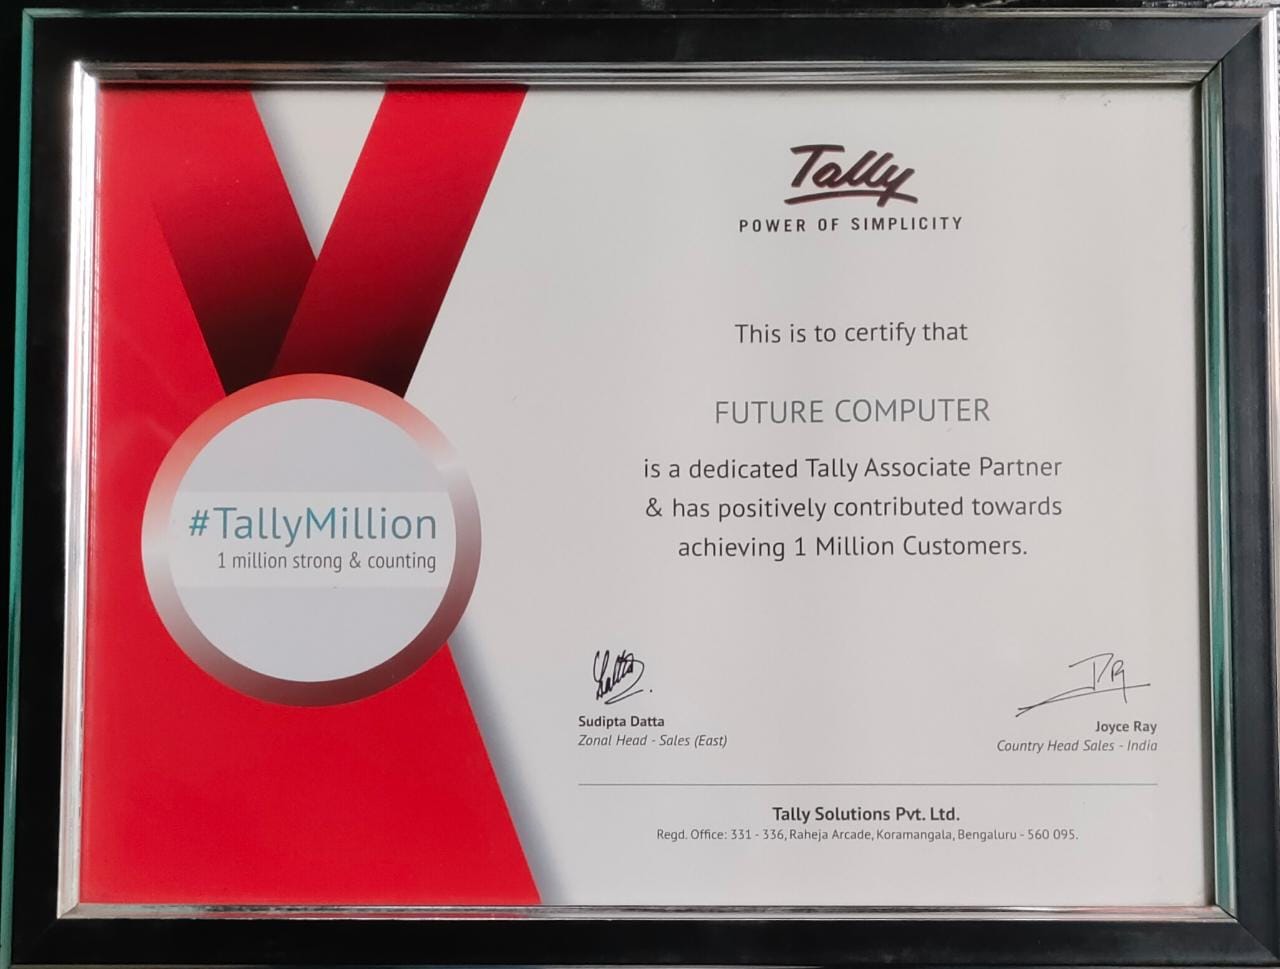 Tally
POWER OF SIMPLICITY
This is to certify that
FUTURE COMPUTER
is a dedicated Tally Associate Partner
& has positively contributed towards
achieving 1 Million Customers.
#TallyMillion
1 million strong & counting
Sudipta Datta
Zonal Head - Sales (East)
Joyce Ray
Country Head Sales - India
Tally Solutions Pvt. Ltd.
Regd. Office: 331 - 336, Raheja Arcade, Koramangala, Bengaluru - 560 095.